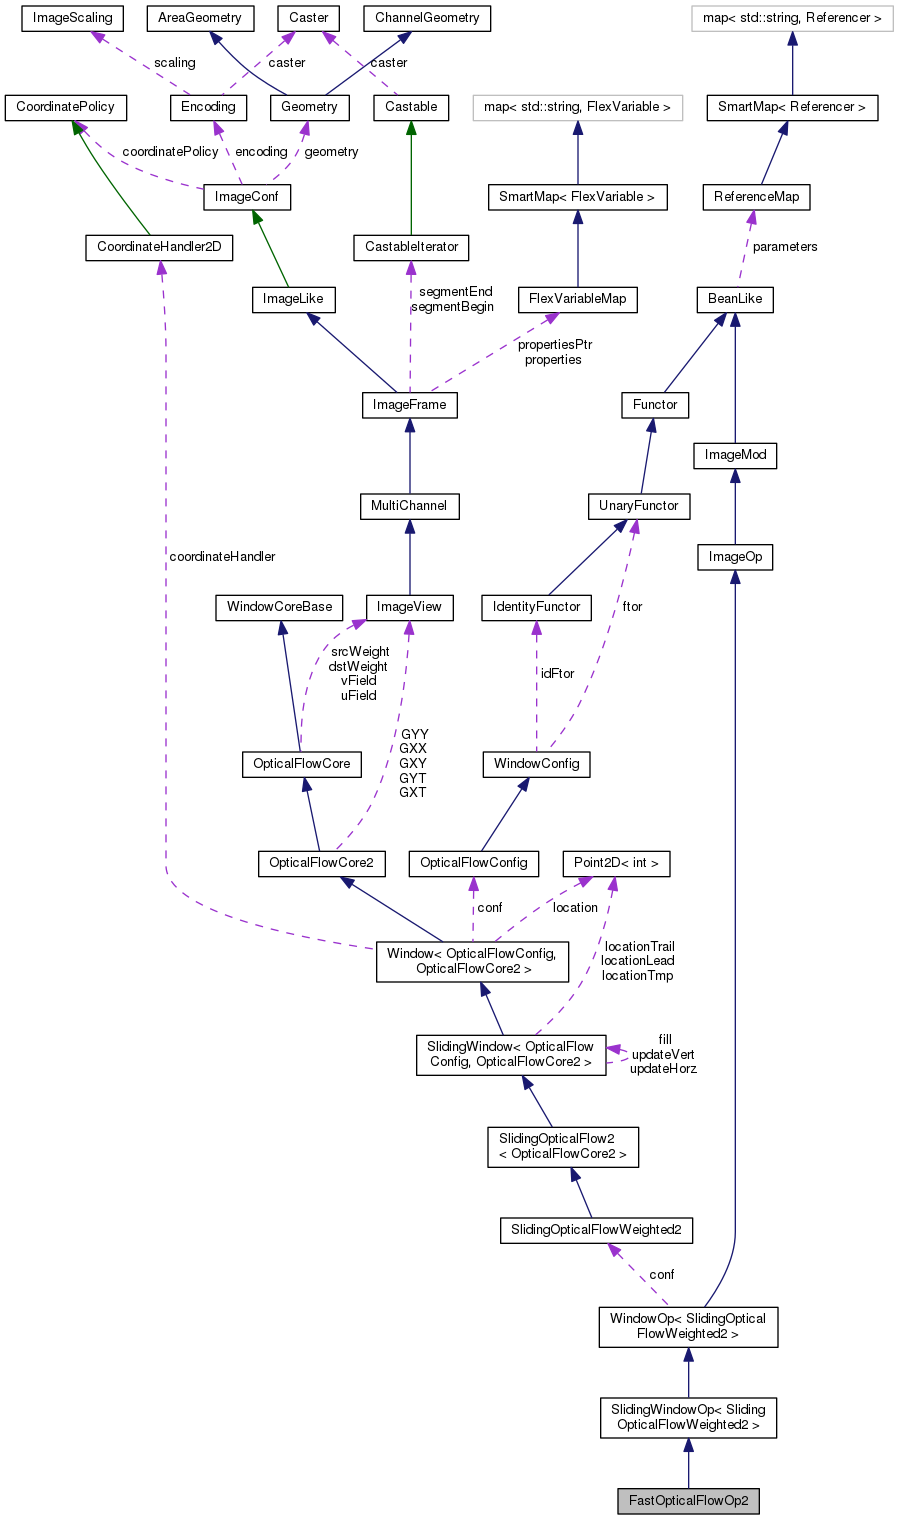 ImageScaling
AreaGeometry
Caster
ChannelGeometry
map< std::string, Referencer >
scaling
caster
caster
CoordinatePolicy
Encoding
Geometry
Castable
map< std::string, FlexVariable >
SmartMap< Referencer >
coordinatePolicy
encoding
geometry
ImageConf
SmartMap< FlexVariable >
ReferenceMap
CoordinateHandler2D
CastableIterator
parameters
segmentEnd
segmentBegin
ImageLike
FlexVariableMap
BeanLike
propertiesPtr
properties
ImageFrame
Functor
ImageMod
MultiChannel
UnaryFunctor
coordinateHandler
ImageOp
WindowCoreBase
ImageView
IdentityFunctor
ftor
srcWeight
dstWeight
vField
uField
idFtor
GYY
GXX
GXY
GYT
GXT
OpticalFlowCore
WindowConfig
OpticalFlowCore2
OpticalFlowConfig
Point2D< int >
conf
location
Window< OpticalFlowConfig,
OpticalFlowCore2 >
locationTrail
locationLead
locationTmp
SlidingWindow< OpticalFlow
Config, OpticalFlowCore2 >
fill
updateVert
updateHorz
SlidingOpticalFlow2
< OpticalFlowCore2 >
SlidingOpticalFlowWeighted2
conf
WindowOp< SlidingOptical
FlowWeighted2 >
SlidingWindowOp< Sliding
OpticalFlowWeighted2 >
FastOpticalFlowOp2